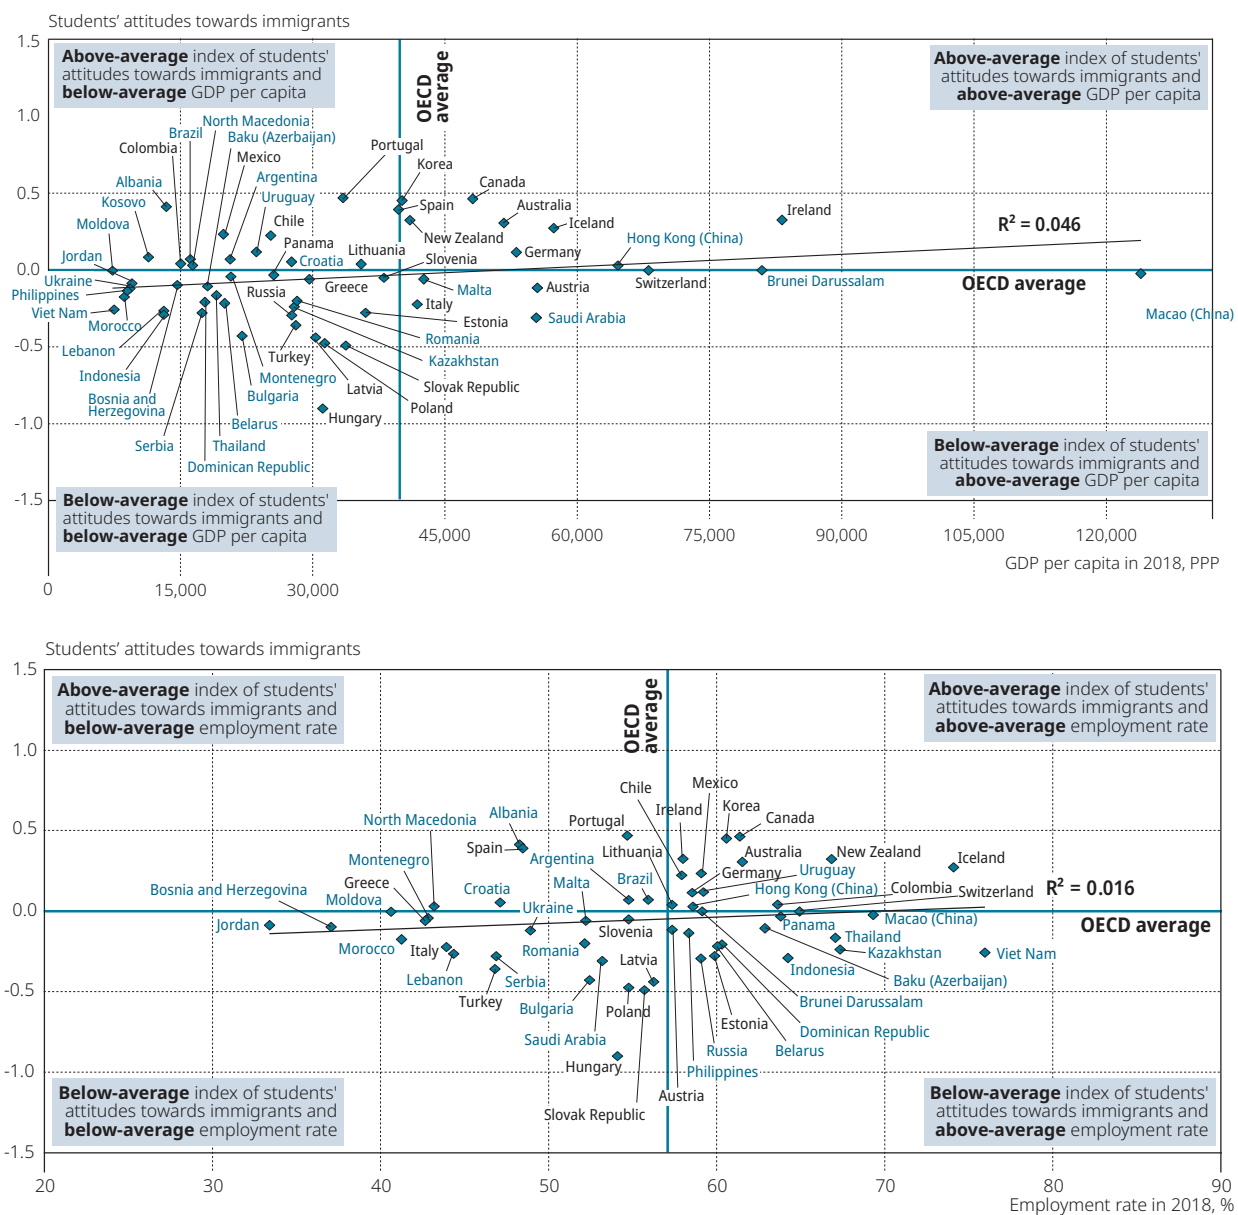 Students’ attitudes towards immigrants
1.5
Above-average index of students'
attitudes towards immigrants and
below-average GDP per capita
OECD
average
Above-average index of students'
attitudes towards immigrants and
above-average GDP per capita
1.0
North Macedonia
Brazil
Baku (Azerbaijan)
Colombia
Mexico
Portugal
Korea
Argentina
Albania
Canada
0.5
Kosovo
Uruguay
Spain
Australia
Ireland
Moldova
Chile
Iceland
R² = 0.046
New Zealand
Hong Kong (China)
Panama
Lithuania
Germany
Jordan
Croatia
Slovenia
0.0
Ukraine
Greece
Malta
Austria
Switzerland
Brunei Darussalam
OECD average
Philippines
Russia
Italy
Viet Nam
Saudi Arabia
Macao (China)
Morocco
Estonia
Romania
-0.5
Lebanon
Turkey
Kazakhstan
Indonesia
Montenegro
Latvia
Slovak Republic
Bosnia and
Herzegovina
Bulgaria
Poland
Hungary
-1.0
Belarus
Serbia
Thailand
Dominican Republic
Below-average index of students'
attitudes towards immigrants and
above-average GDP per capita
-1.5
Below-average index of students'
attitudes towards immigrants and
below-average GDP per capita
45,000
60,000
75,000
90,000
105,000
120,000
GDP per capita in 2018, PPP
0
15,000
30,000
Students’ attitudes towards immigrants
1.5
Above-average index of students'
attitudes towards immigrants and
below-average employment rate
OECD
average
Above-average index of students'
attitudes towards immigrants and
above-average employment rate
1.0
Chile
Mexico
Albania
Ireland
Korea
North Macedonia
Portugal
Canada
0.5
Spain
Lithuania
Australia
New Zealand
Montenegro
Argentina
Iceland
Germany
Uruguay
Greece
Malta
Brazil
Bosnia and Herzegovina
Croatia
Hong Kong (China)
Colombia
Switzerland
R² = 0.016
Moldova
Ukraine
0.0
Jordan
Panama
Macao (China)
OECD average
Slovenia
Thailand
Morocco
Italy
Romania
Kazakhstan
Viet Nam
Latvia
Indonesia
Lebanon
Serbia
Baku (Azerbaijan)
-0.5
Turkey
Bulgaria
Poland
Brunei Darussalam
Estonia
Saudi Arabia
Dominican Republic
Russia
Belarus
Hungary
-1.0
Philippines
Austria
Slovak Republic
Below-average index of students'
attitudes towards immigrants and
below-average employment rate
Below-average index of students'
attitudes towards immigrants and
above-average employment rate
-1.5
20
30
40
50
60
70
80
90
Employment rate in 2018, %